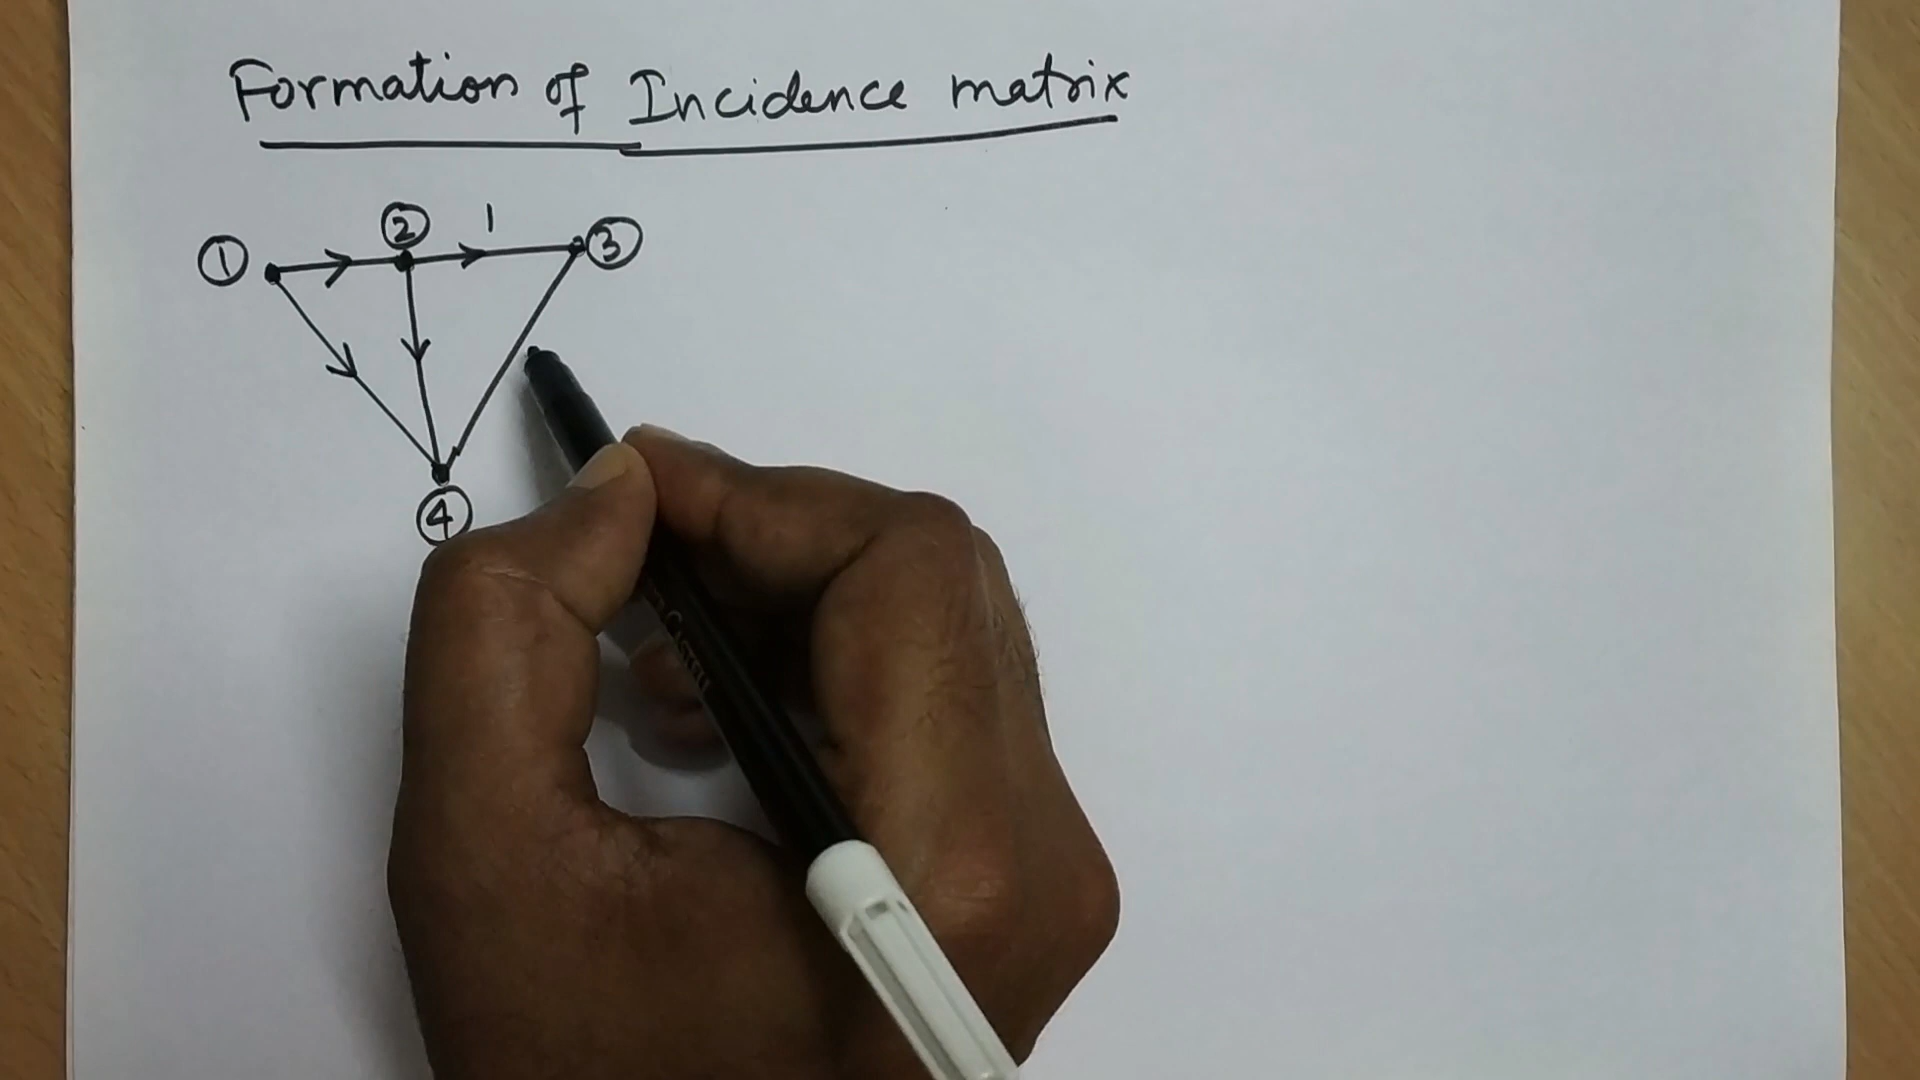 Formation of Incidence matrix
② 1
① ③
④